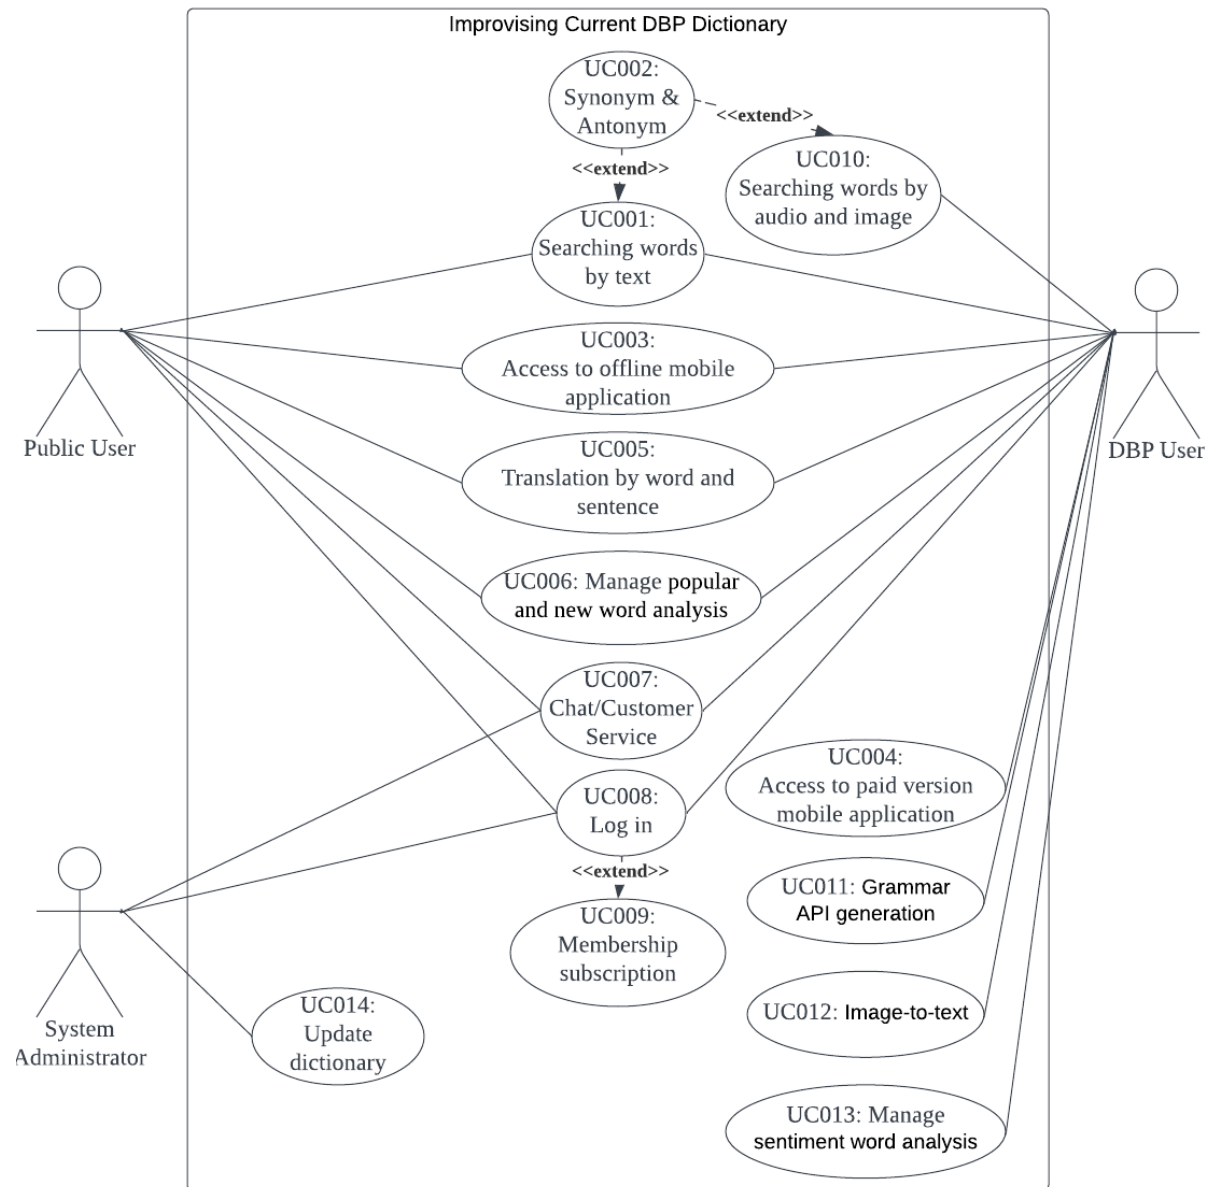 Improvising Current DBP Dictionary
UC002:
Synonym &
Antonym
<<extend>>
<<extend>>
UC010:
Searching words by
audio and image
UC001:
Searching words
by text
UC003:
Access to offline mobile
application
Public User
DBP User
UC005:
Translation by word and
sentence
UC006: Manage popular
and new word analysis
UC007:
Chat/Customer
Service
UC004:
Access to paid version
mobile application
UC008:
Log in
<<extend>>
UC011: Grammar
API generation
UC009:
Membership
subscription
UC012: Image-to-text
System
Administrator
UC014:
Update
dictionary
UC013: Manage
sentiment word analysis